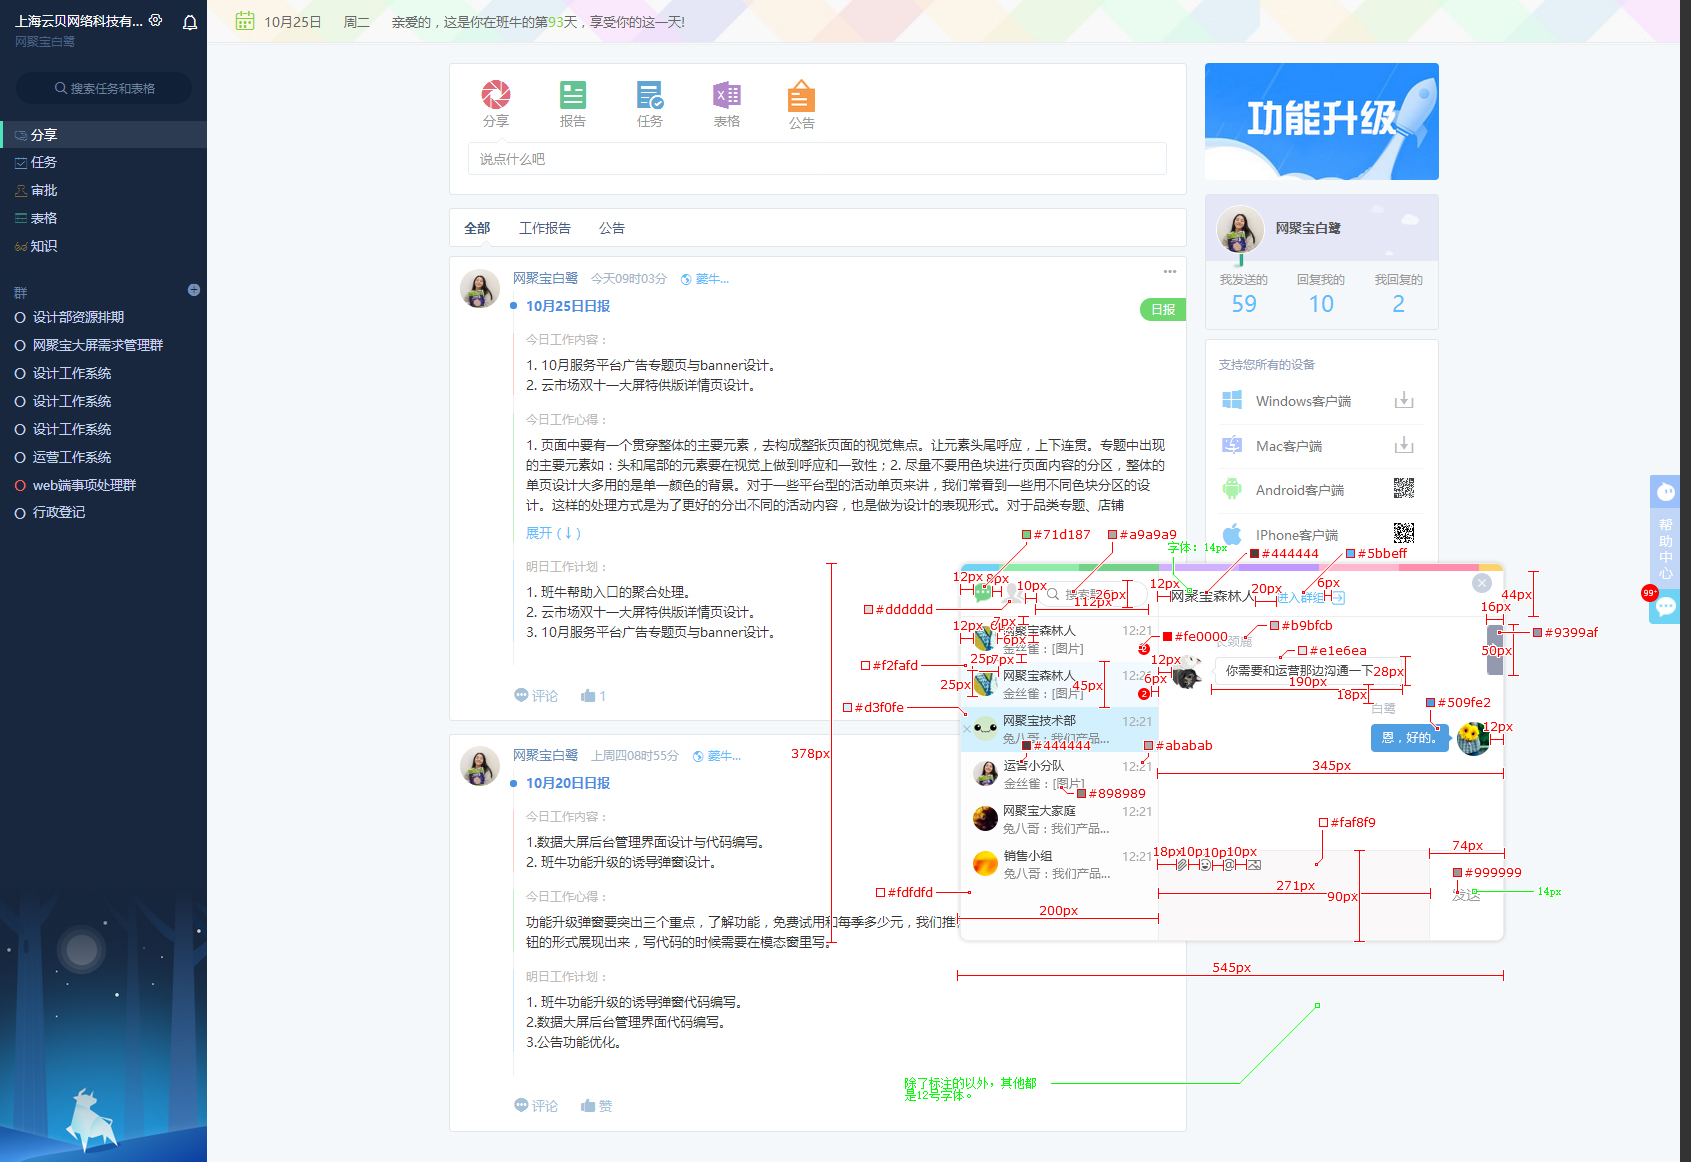 上海云贝网络科技有...
网聚宝白鹭
搜索任务和表格
分享
任务
审批
表格
知识
群
设计部资源排期
网聚宝大屏需求管理群
设计工作系统
设计工作系统
设计工作系统
运营工作系统
web端事项处理群
行政登记
10月25日 周二 亲爱的，这是你在班牛的第93天，享受你的这一天!
分享 报告 任务 表格 公告
说点什么吧
全部 工作报告 公告
网聚宝白鹭 今天09时03分 蘷牛...
10月25日日报
日报
今日工作内容：
1. 10月服务平台广告专题页与banner设计。
2. 云市场双十一大屏特供版详情页设计。
今日工作心得：
1. 页面中要有一个贯穿整体的主要元素，去构成整张页面的视觉焦点。让元素头尾呼应，上下连贯。专题中出现
的主要元素如：头和尾部的元素要在视觉上做到呼应和一致性；2. 尽量不要用色块进行页面内容的分区，整体的
单页设计大多用的是单一颜色的背景。对于一些平台型的活动单页来讲，我们常看到一些用不同色块分区的设
计。这样的处理方式是为了更好的分出不同的活动内容，也是做为设计的表现形式。对于品类专题、店铺
展开 (↓)
明日工作计划：
1. 班牛帮助入口的聚合处理。
2. 云市场双十一大屏特供版详情页设计。
3. 10月服务平台广告专题页与banner设计。
评论 1
网聚宝白鹭 上周四08时55分 蘷牛...
10月20日日报
今日工作内容：
1.数据大屏后台管理界面设计与代码编写。
2. 班牛功能升级的诱导弹窗设计。
今日工作心得：
功能升级弹窗要突出三个重点，了解功能，免费试用和每季多少元，我们推
钮的形式展现出来，写代码的时候需要在模态窗里写。
明日工作计划：
1. 班牛功能升级的诱导弹窗代码编写。
2.数据大屏后台管理界面代码编写。
3.公告功能优化。
评论 赞
功能升级
网聚宝白鹭
我发送的 回复我的 我回复的
59 10 2
支持您所有的设备
Windows客户端
Mac客户端
Android客户端
IPhone客户端
帮
助
中
心
99+
#71d187 #a9a9a9
字体：14px
#444444 #5bbeff
12px 8px 10px 26px 12px 20px 6px
搜索
112px
网聚宝森林人 进入群组
44px
16px
#dddddd
7px
12px 6px 6px
网聚宝森林人 12:21
金丝雀：[图片] 2
#fe0000 #b9bfcb
长颈鹿
#9399af
50px
#e1e6ea
#f2fafd
25px 7px 12px
网聚宝森林人 12:21
25px 45px 6px
金丝雀：[图片] 2
你需要和运营那边沟通一下 28px
190px
18px
#d3f0fe
白鹭
#509fe2
网聚宝技术部 12:21
兔八哥：我们产品...
恩，好的。
12px
#444444 #ababab
378px
345px
运营小分队 12:21
金丝雀：[图片]
#898989
网聚宝大家庭 12:21
兔八哥：我们产品...
#faf8f9
销售小组 12:21
兔八哥：我们产品...
18px 10px 10px 10px
74px
#999999
#fdfdfd
271px
90px
发送
14px
200px
545px
除了标注的以外，其他都
是12号字体。